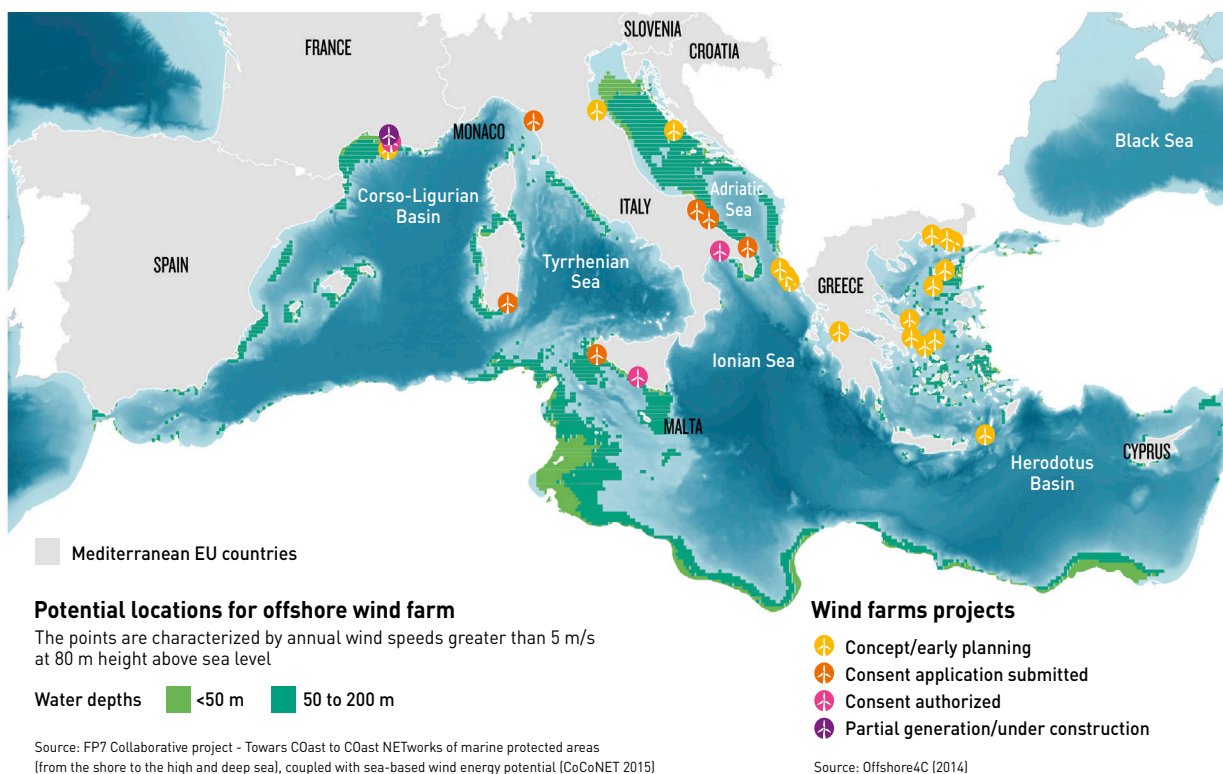 SLOVENIA
FRANCE
CROATIA
MONACO
Black Sea
Corso-Ligurian
Basin
Adriatic
Sea
ITALY
SPAIN
Tyrrhenian
Sea
GREECE
Ionian Sea
MALTA
CYPRUS
Herodotus
Basin
Mediterranean EU countries
Potential locations for offshore wind farm
The points are characterized by annual wind speeds greater than 5 m/s
at 80 m height above sea level
Water depths <50 m 50 to 200 m
Source: FP7 Collaborative project - Towars COast to COast NETworks of marine protected areas
(from the shore to the high and deep sea), coupled with sea-based wind energy potential (CoCoNET 2015)
Wind farms projects
Concept/early planning
Consent application submitted
Consent authorized
Partial generation/under construction
Source: Offshore4C (2014)